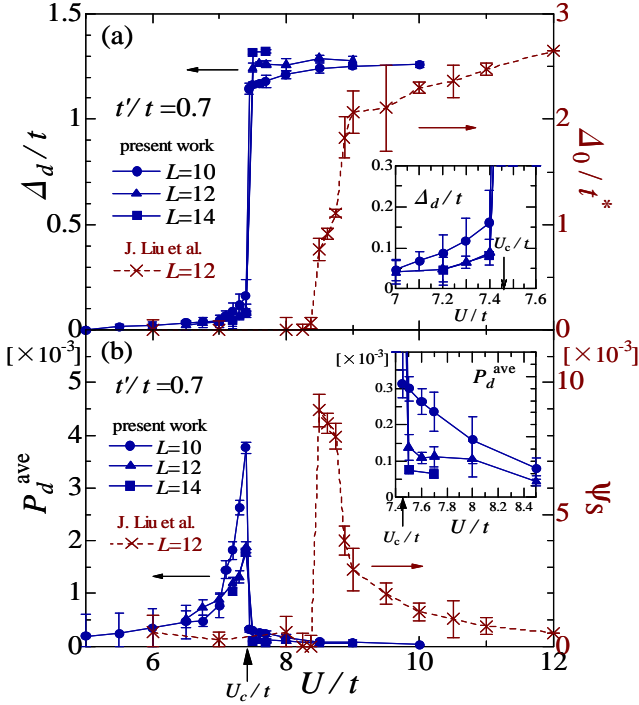 (a)
t'/t=0.7
present work
L=10
L=12
L=14
J. Liu et al.
L=12
Δd / t
Δ0 / t*
0
0.5
1
1.5
0
1
2
3
Δd / t
Uc / t
0
0.1
0.2
0.3
7
7.2
7.4
7.6
U / t
(b)
[×10⁻³]
[×10⁻³]
t'/t=0.7
present work
L=10
L=12
L=14
J. Liu et al.
L=12
Pd^ave
ψS
0
1
2
3
4
5
0
5
10
[×10⁻³]
Pd^ave
0
0.1
0.2
0.3
7.4
7.6
7.8
8
8.2
8.4
Uc / t
U / t
6
8
10
12
Uc / t
U / t